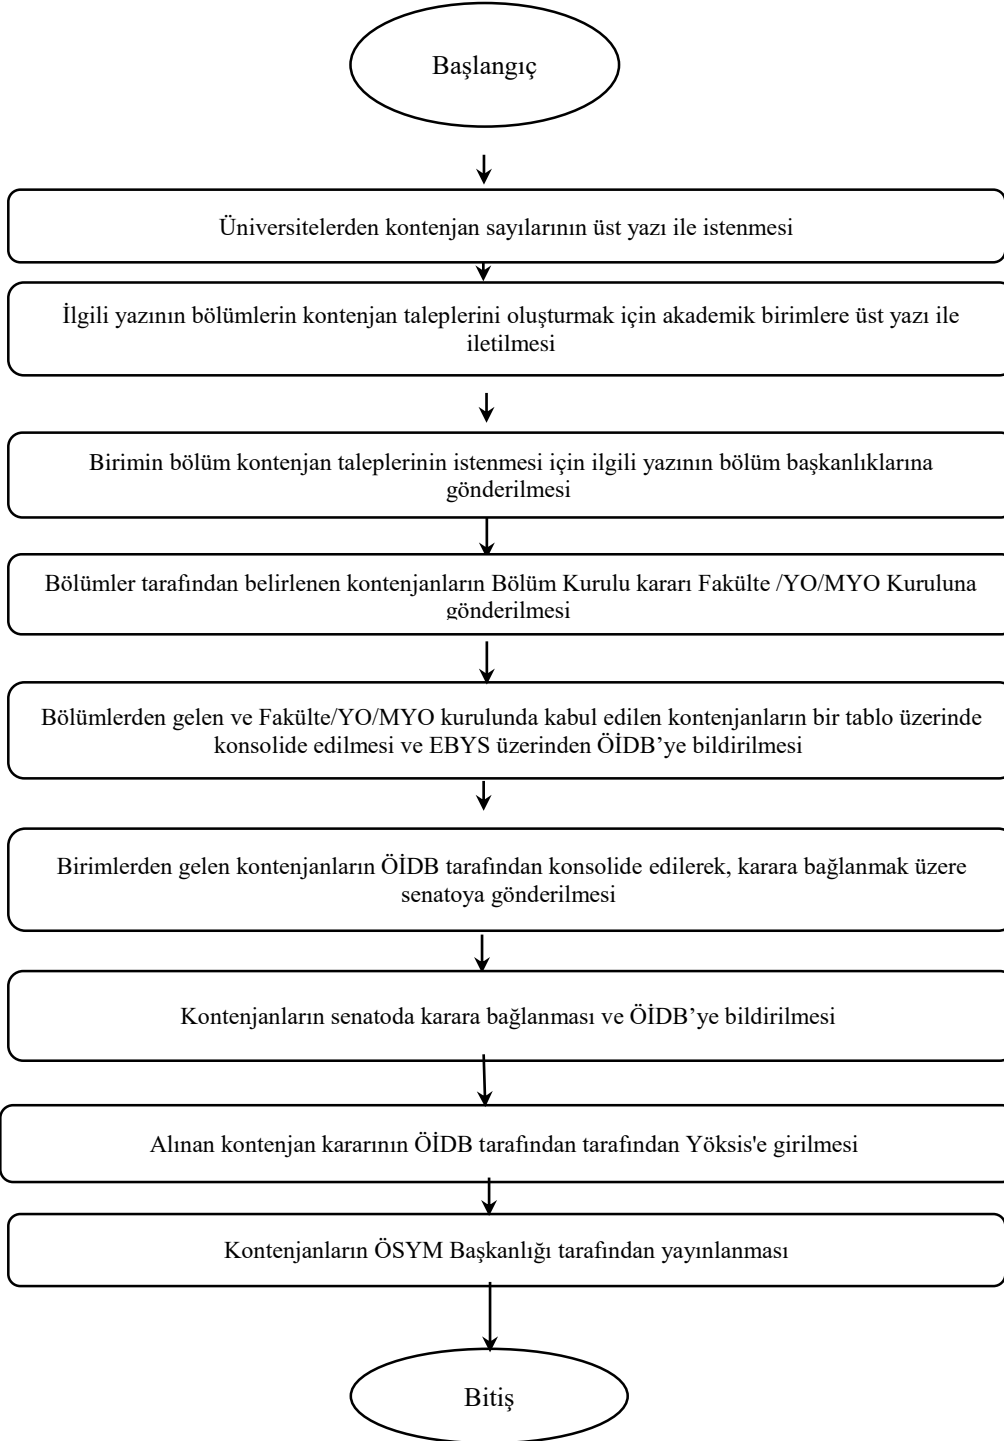 Başlangıç
Üniversitelerden kontenjan sayılarının üst yazı ile istenmesi
İlgili yazının bölümlerin kontenjan taleplerini oluşturmak için akademik birimlere üst yazı ile
iletilmesi
Birimin bölüm kontenjan taleplerinin istenmesi için ilgili yazının bölüm başkanlıklarına
gönderilmesi
Bölümler tarafından belirlenen kontenjanların Bölüm Kurulu kararı Fakülte /YO/MYO Kuruluna
gönderilmesi
Bölümlerden gelen ve Fakülte/YO/MYO kurulunda kabul edilen kontenjanların bir tablo üzerinde
konsolide edilmesi ve EBYS üzerinden ÖİDB’ye bildirilmesi
Birimlerden gelen kontenjanların ÖİDB tarafından konsolide edilerek, karara bağlanmak üzere
senatoya gönderilmesi
Kontenjanların senatoda karara bağlanması ve ÖİDB’ye bildirilmesi
Alınan kontenjan kararının ÖİDB tarafından tarafından Yöksis'e girilmesi
Kontenjanların ÖSYM Başkanlığı tarafından yayınlanması
Bitiş